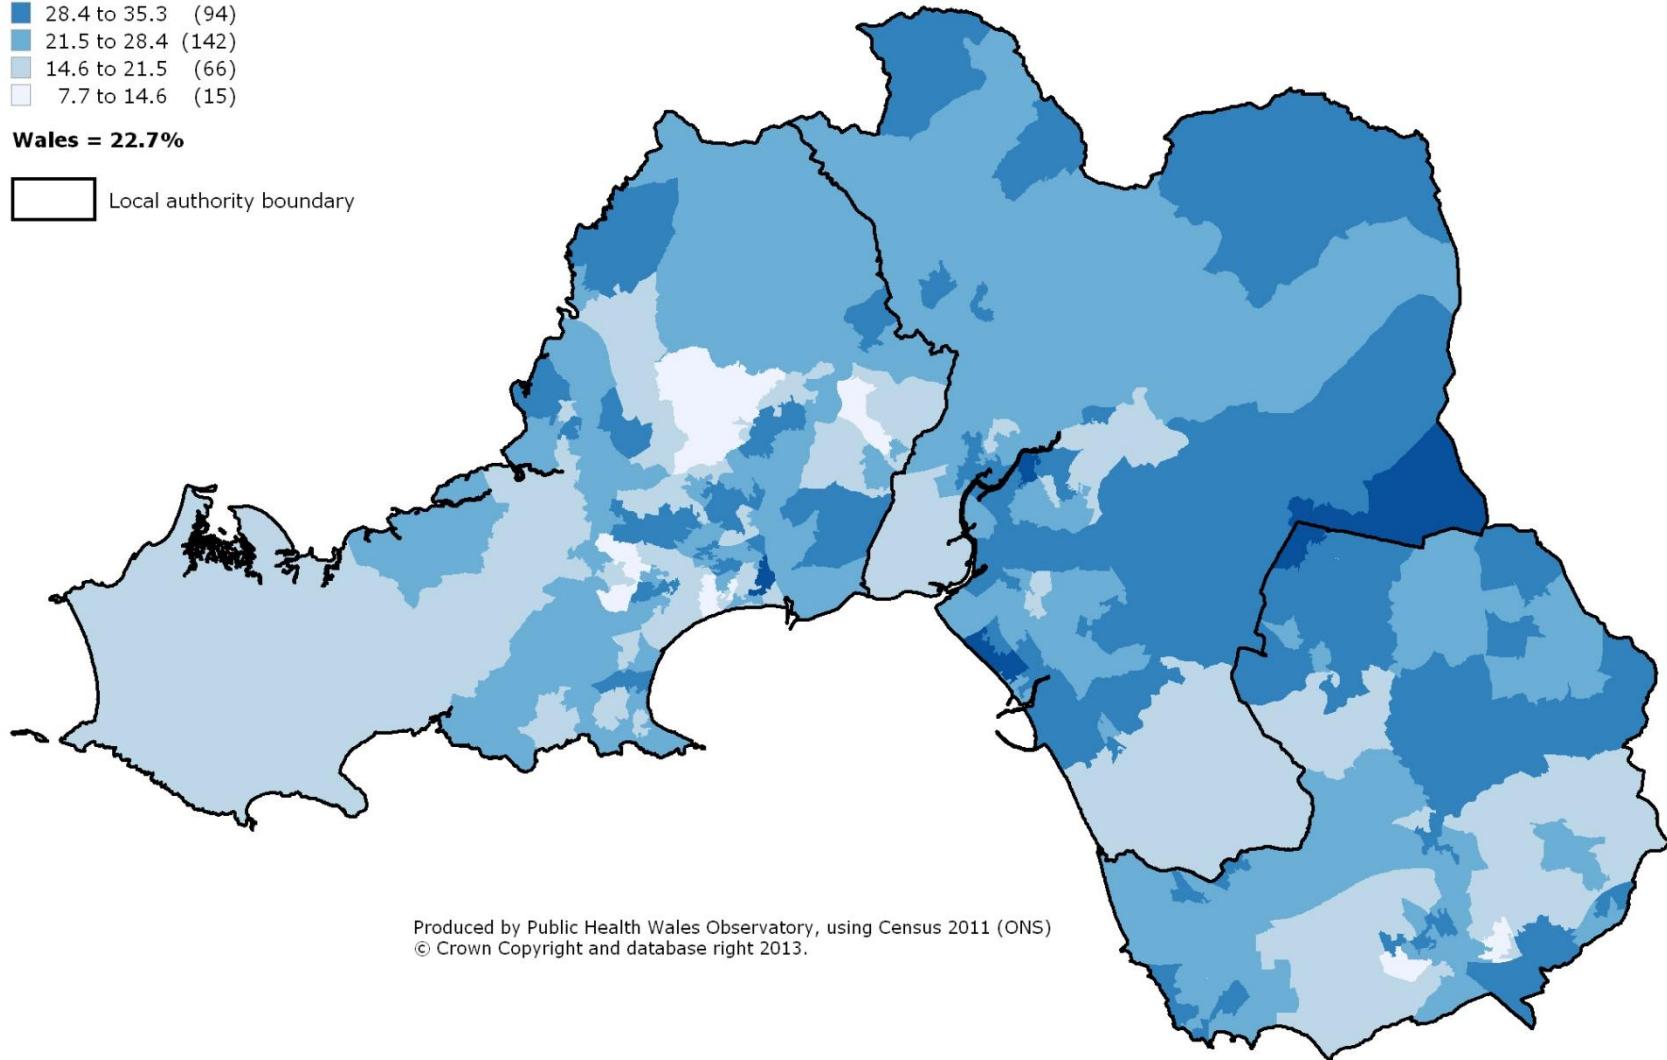 28.4 to 35.3 (94)
21.5 to 28.4 (142)
14.6 to 21.5 (66)
7.7 to 14.6 (15)
Wales = 22.7%
Local authority boundary
Produced by Public Health Wales Observatory, using Census 2011 (ONS)
© Crown Copyright and database right 2013.